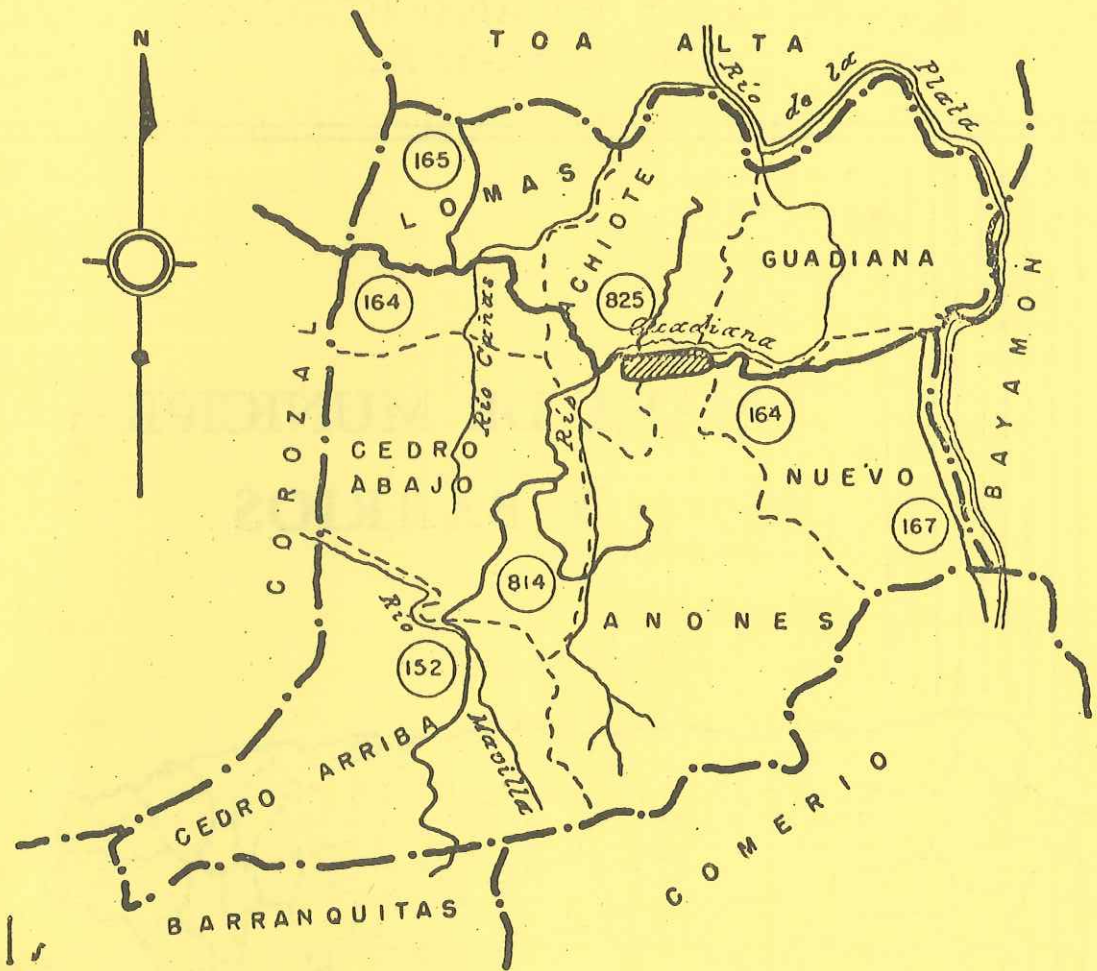 N
TOA ALTA
Río de la Plata
165
LOMAS
ACHIOTE
GUADIANA
825
164
Río Cañas
Guadiana
BAYAMON
COROZAL
Río
164
CEDRO
ABAJO
NUEVO
167
814
ANONES
Río
152
Mavilla
CEDRO ARRIBA
COMERIO
BARRANQUITAS